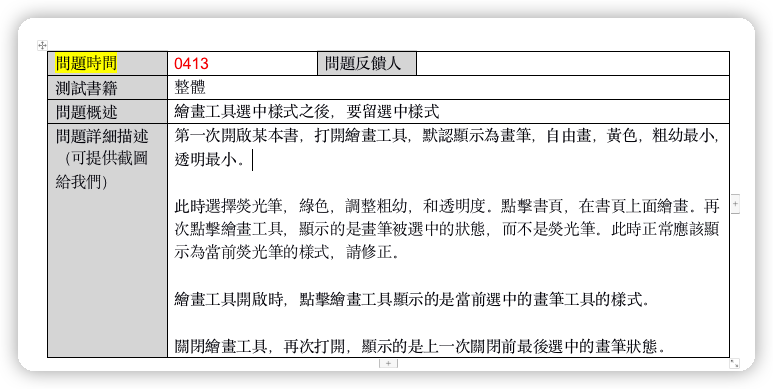 問題時間 0413 問題反饋人
測試書籍 整體
問題概述 繪畫工具選中樣式之後，要留選中樣式
問題詳細描述
（可提供截圖
給我們）
第一次開啟某本書，打開繪畫工具，默認顯示為畫筆，自由畫，黃色，粗幼最小，
透明最小。
此時選擇熒光筆，綠色，調整粗幼，和透明度。點擊書頁，在書頁上面繪畫。再
次點擊繪畫工具，顯示的是畫筆被選中的狀態，而不是熒光筆。此時正常應該顯
示為當前熒光筆的樣式，請修正。
繪畫工具開啟時，點擊繪畫工具顯示的是當前選中的畫筆工具的樣式。
關閉繪畫工具，再次打開，顯示的是上一次關閉前最後選中的畫筆狀態。